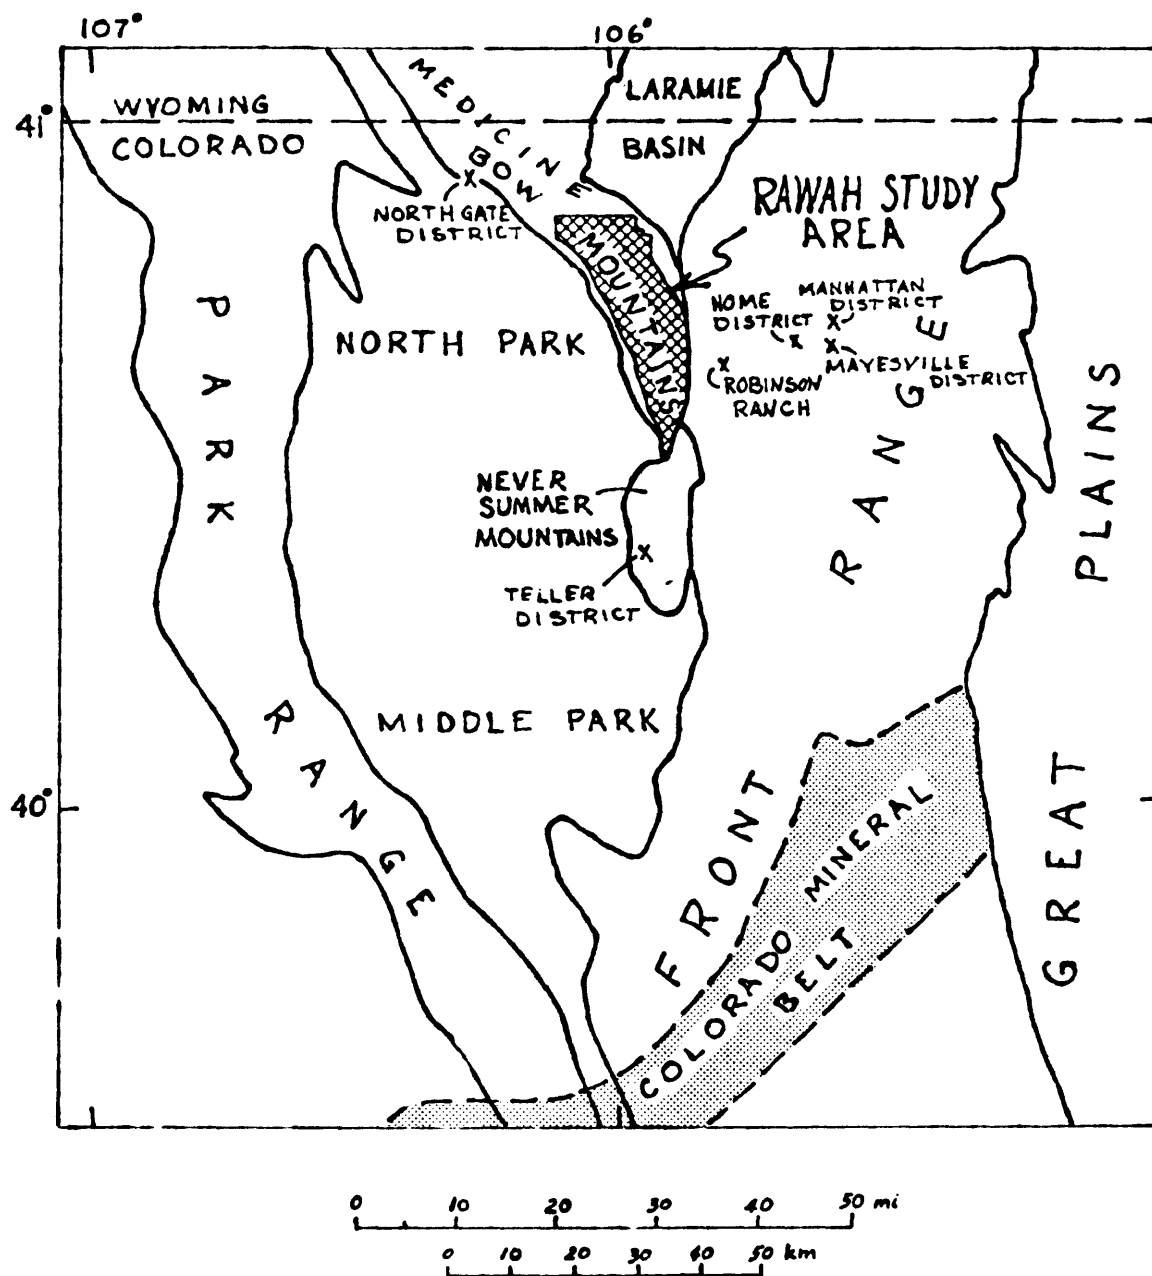 107°
106°
41°
WYOMING
COLORADO
MEDICINE
BOW
MOUNTAINS
LARAMIE
BASIN
NORTHGATE
DISTRICT
RAWAH STUDY
AREA
HOME
DISTRICT
MANHATTAN
DISTRICT
MAYESVILLE
DISTRICT
ROBINSON
RANCH
PARK
PARK
RANGE
NORTH PARK
NEVER
SUMMER
MOUNTAINS
TELLER
DISTRICT
MIDDLE PARK
FRONT
RANGE
GREAT
PLAINS
40°
COLORADO MINERAL
BELT
0 10 20 30 40 50 mi
0 10 20 30 40 50 km